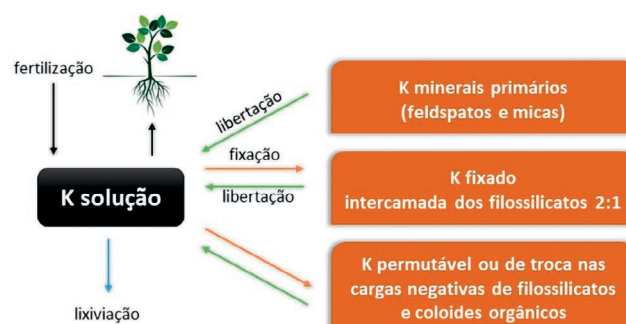 fertilização
libertação
K minerais primários
(feldspatos e micas)
fixação
K solução
libertação
K fixado
intercamada dos filossilicatos 2:1
K permutável ou de troca nas
cargas negativas de filossilicatos
e coloides orgânicos
lixiviação